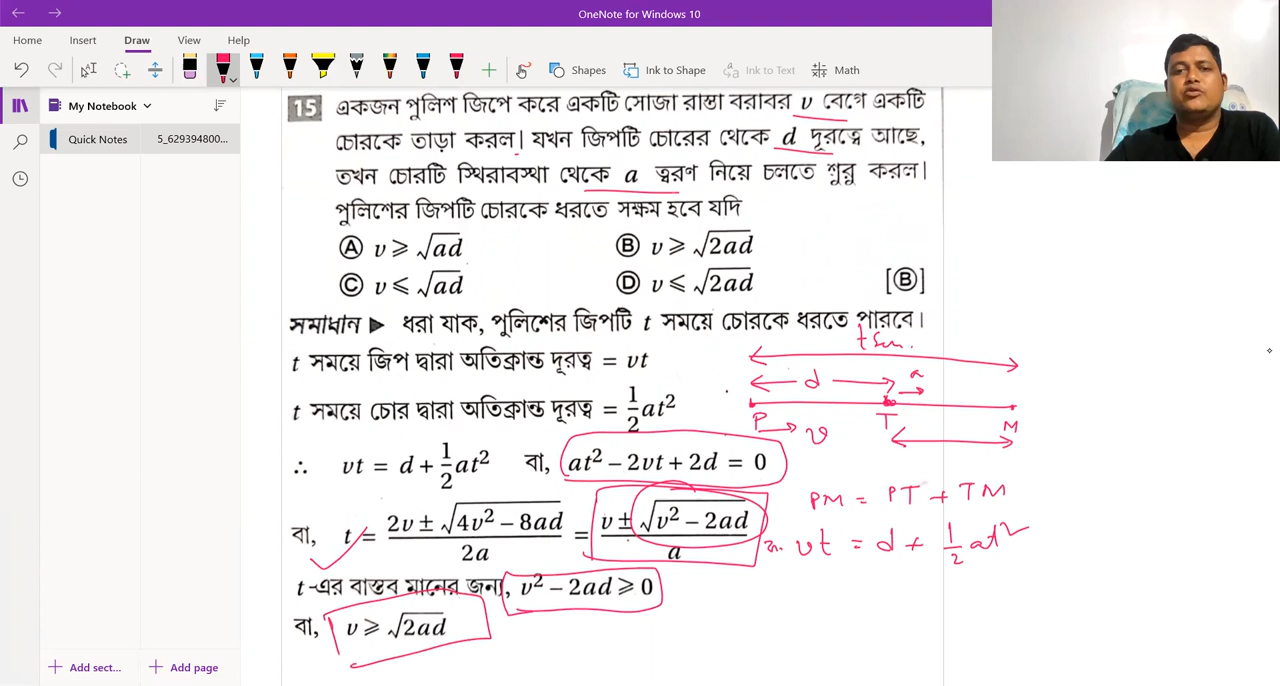 OneNote for Windows 10
Home Insert Draw View Help
Shapes Ink to Shape Ink to Text Math
My Notebook
Quick Notes 5_629394800...
15 একজন পুলিশ জিপে করে একটি সোজা রাস্তা বরাবর v বেগে একটি
চোরকে তাড়া করল। যখন জিপটি চোরের থেকে d দূরত্বে আছে,
তখন চোরটি স্থিরাবস্থা থেকে a ত্বরণ নিয়ে চলতে শুরু করল।
পুলিশের জিপটি চোরকে ধরতে সক্ষম হবে যদি
Ⓐ v ⩾ √ad Ⓑ v ⩾ √2ad
Ⓒ v ⩽ √ad Ⓓ v ⩽ √2ad [Ⓑ]
সমাধান ▶ ধরা যাক, পুলিশের জিপটি t সময়ে চোরকে ধরতে পারবে।
t সময়ে জিপ দ্বারা অতিক্রান্ত দূরত্ব = vt
t সময়ে চোর দ্বারা অতিক্রান্ত দূরত্ব = 1/2 at²
∴ vt = d + 1/2 at² বা, at² − 2vt + 2d = 0
বা, t = (2v ± √(4v² − 8ad))/2a = (v ± √(v² − 2ad))/a
t-এর বাস্তব মানের জন্য, v² − 2ad ⩾ 0
বা, v ⩾ √2ad
d a
P v T M
PM = PT + TM
vt = d + 1/2 at²
Add sect... Add page